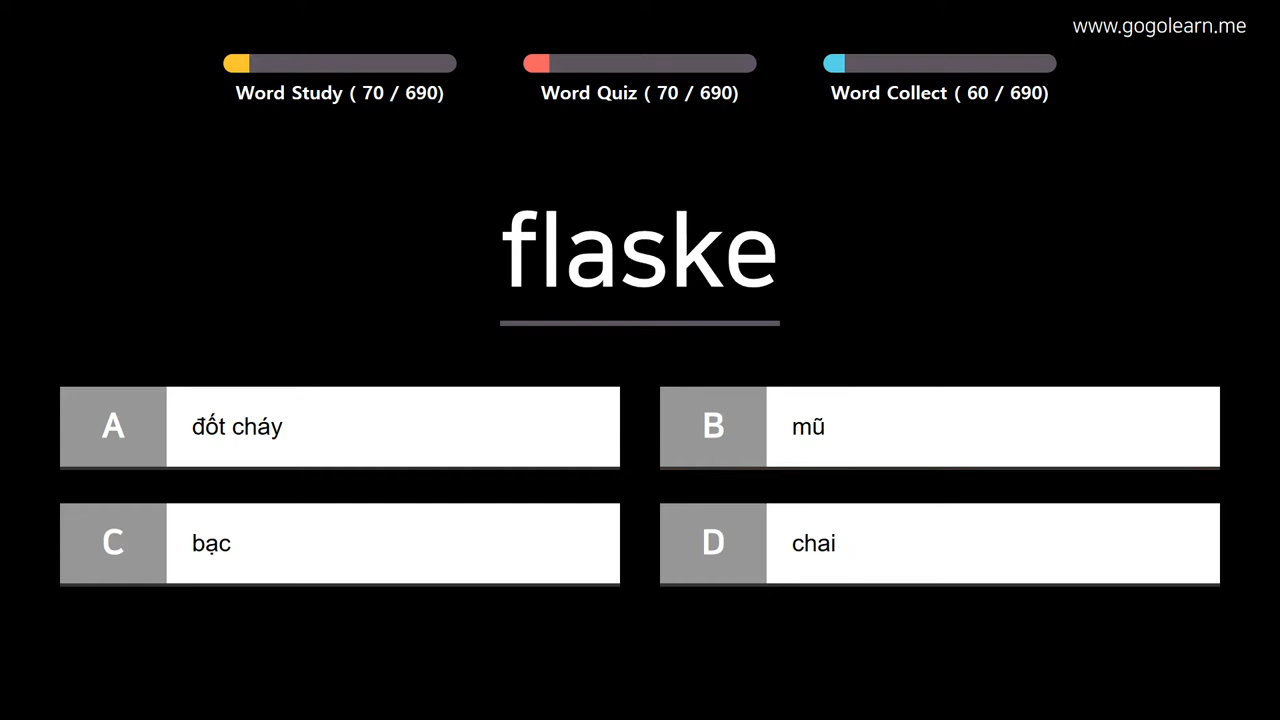 www.gogolearn.me
Word Study ( 70 / 690)
Word Quiz ( 70 / 690)
Word Collect ( 60 / 690)
flaske
A đốt cháy
B mũ
C bạc
D chai